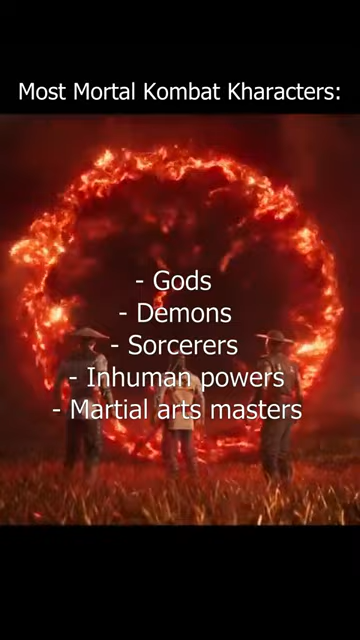 Most Mortal Kombat Kharacters:
- Gods
- Demons
- Sorcerers
- Inhuman powers
- Martial arts masters